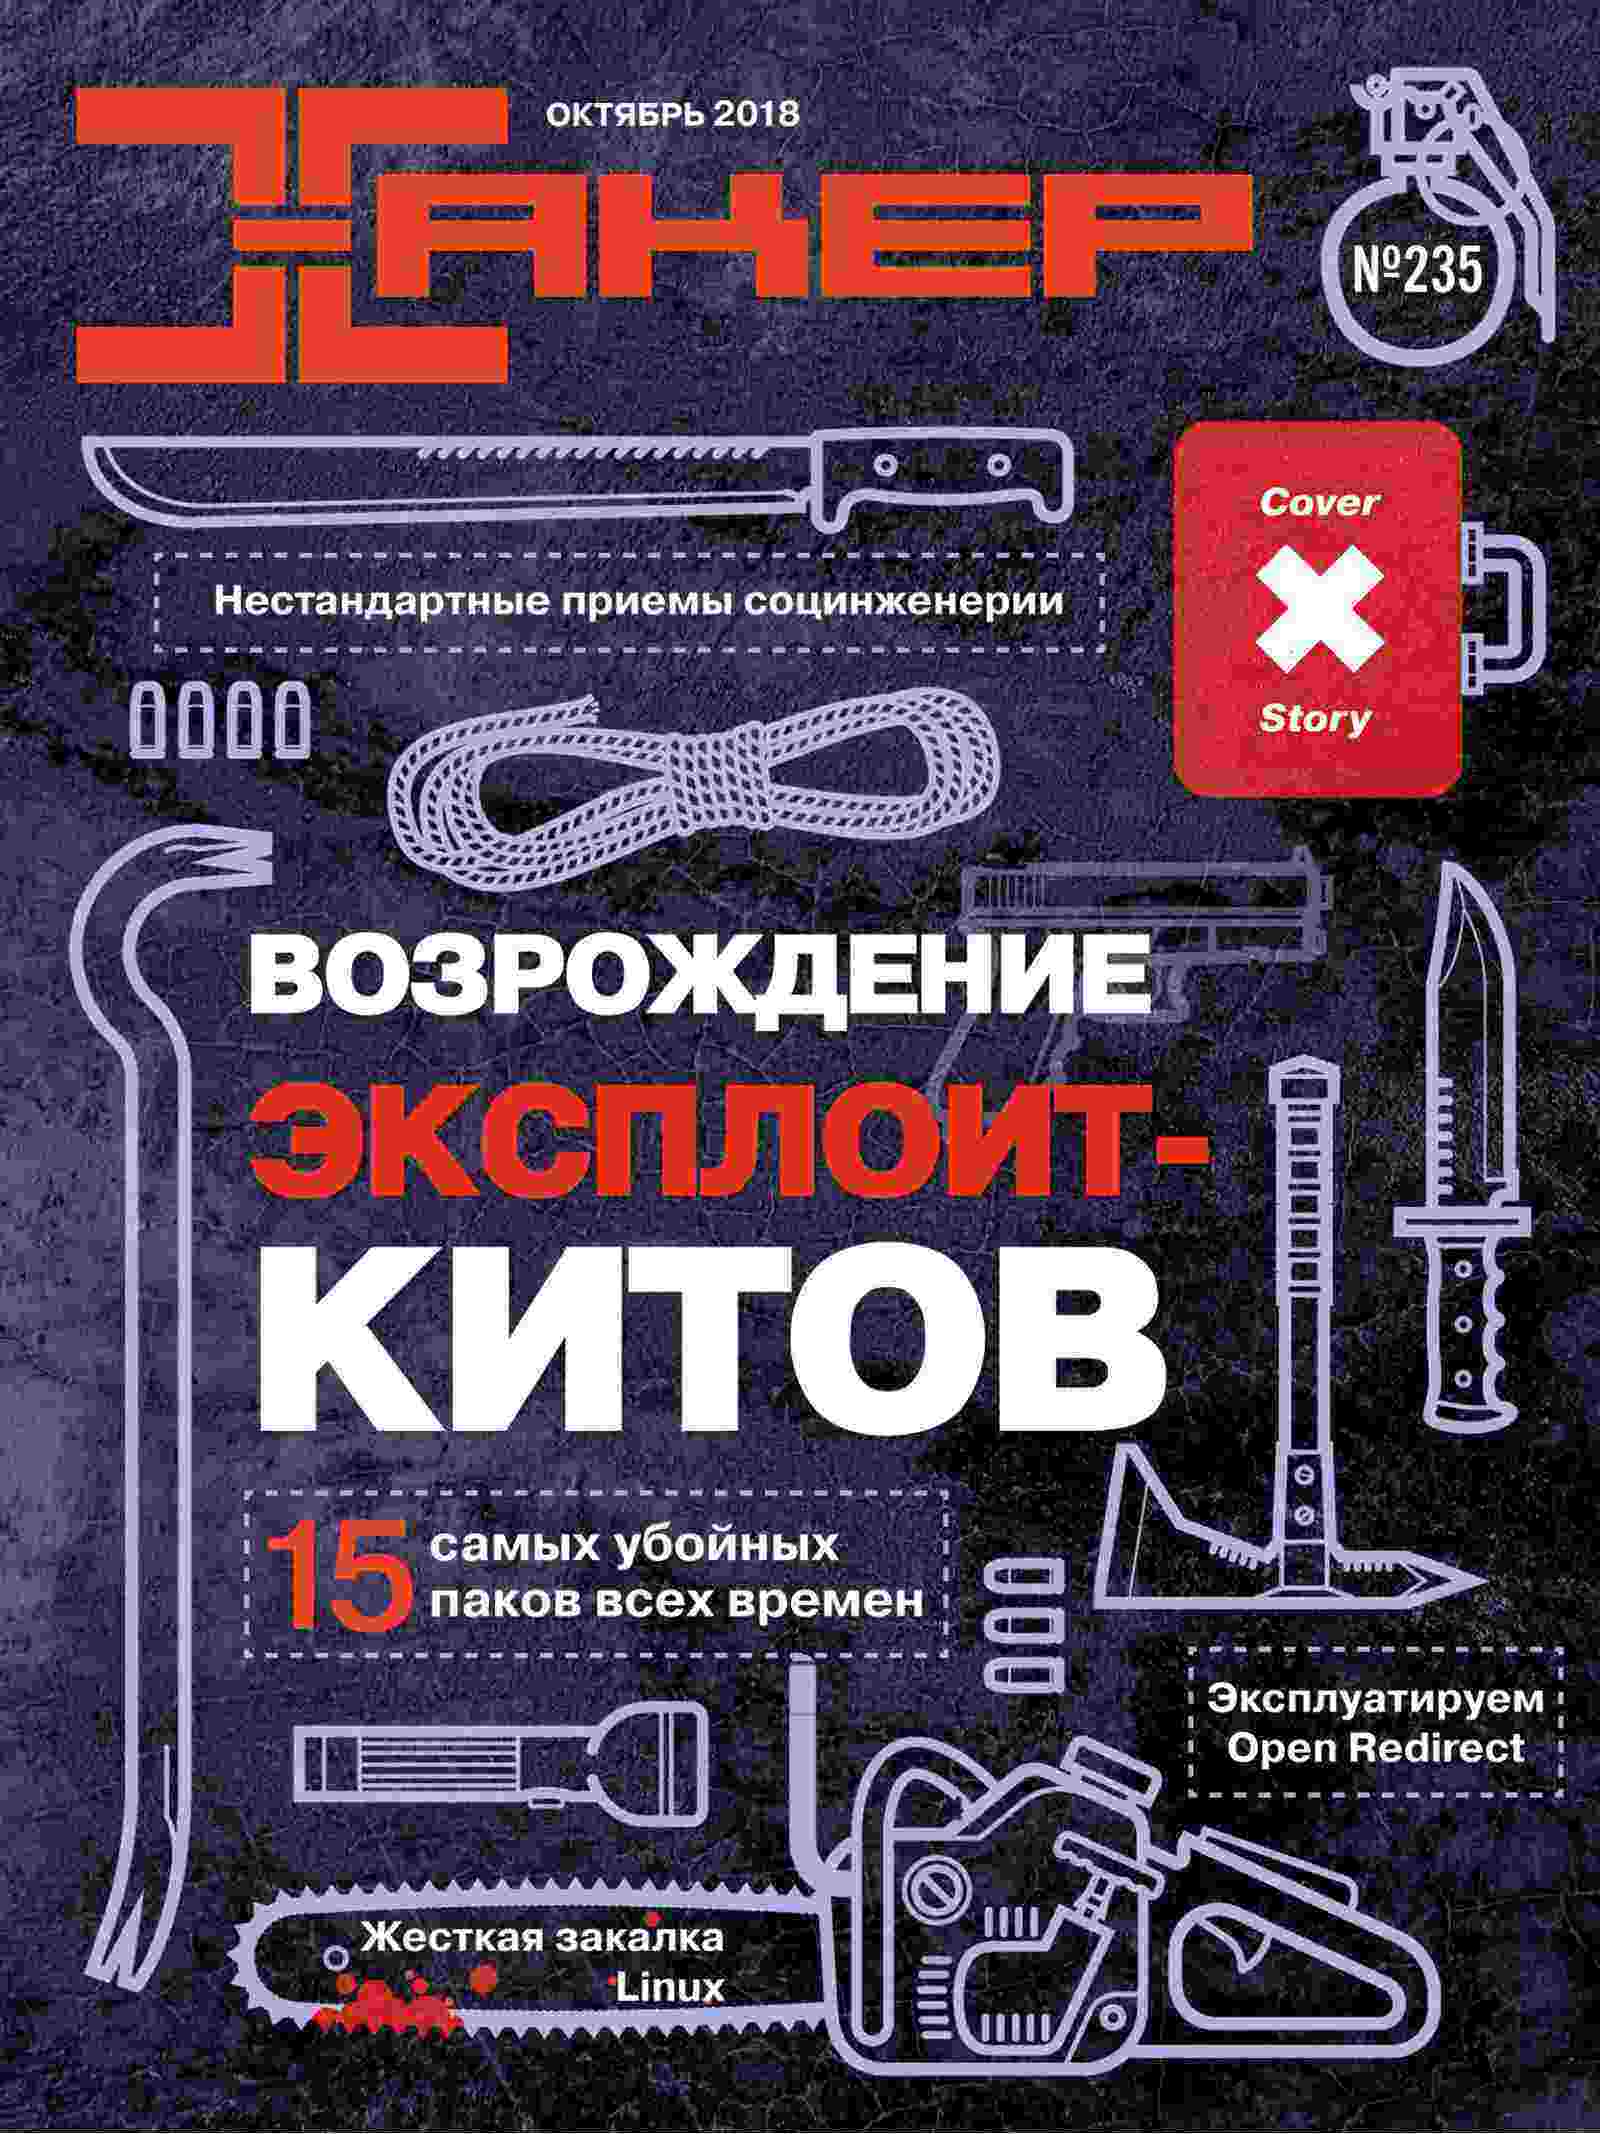 ОКТЯБРЬ 2018
ХАКЕР
№235
Нестандартные приемы социнженерии
Cover
Story
ВОЗРОЖДЕНИЕ
ЭКСПЛОИТ-
КИТОВ
15 самых убойных
паков всех времен
Эксплуатируем
Open Redirect
Жесткая закалка
Linux